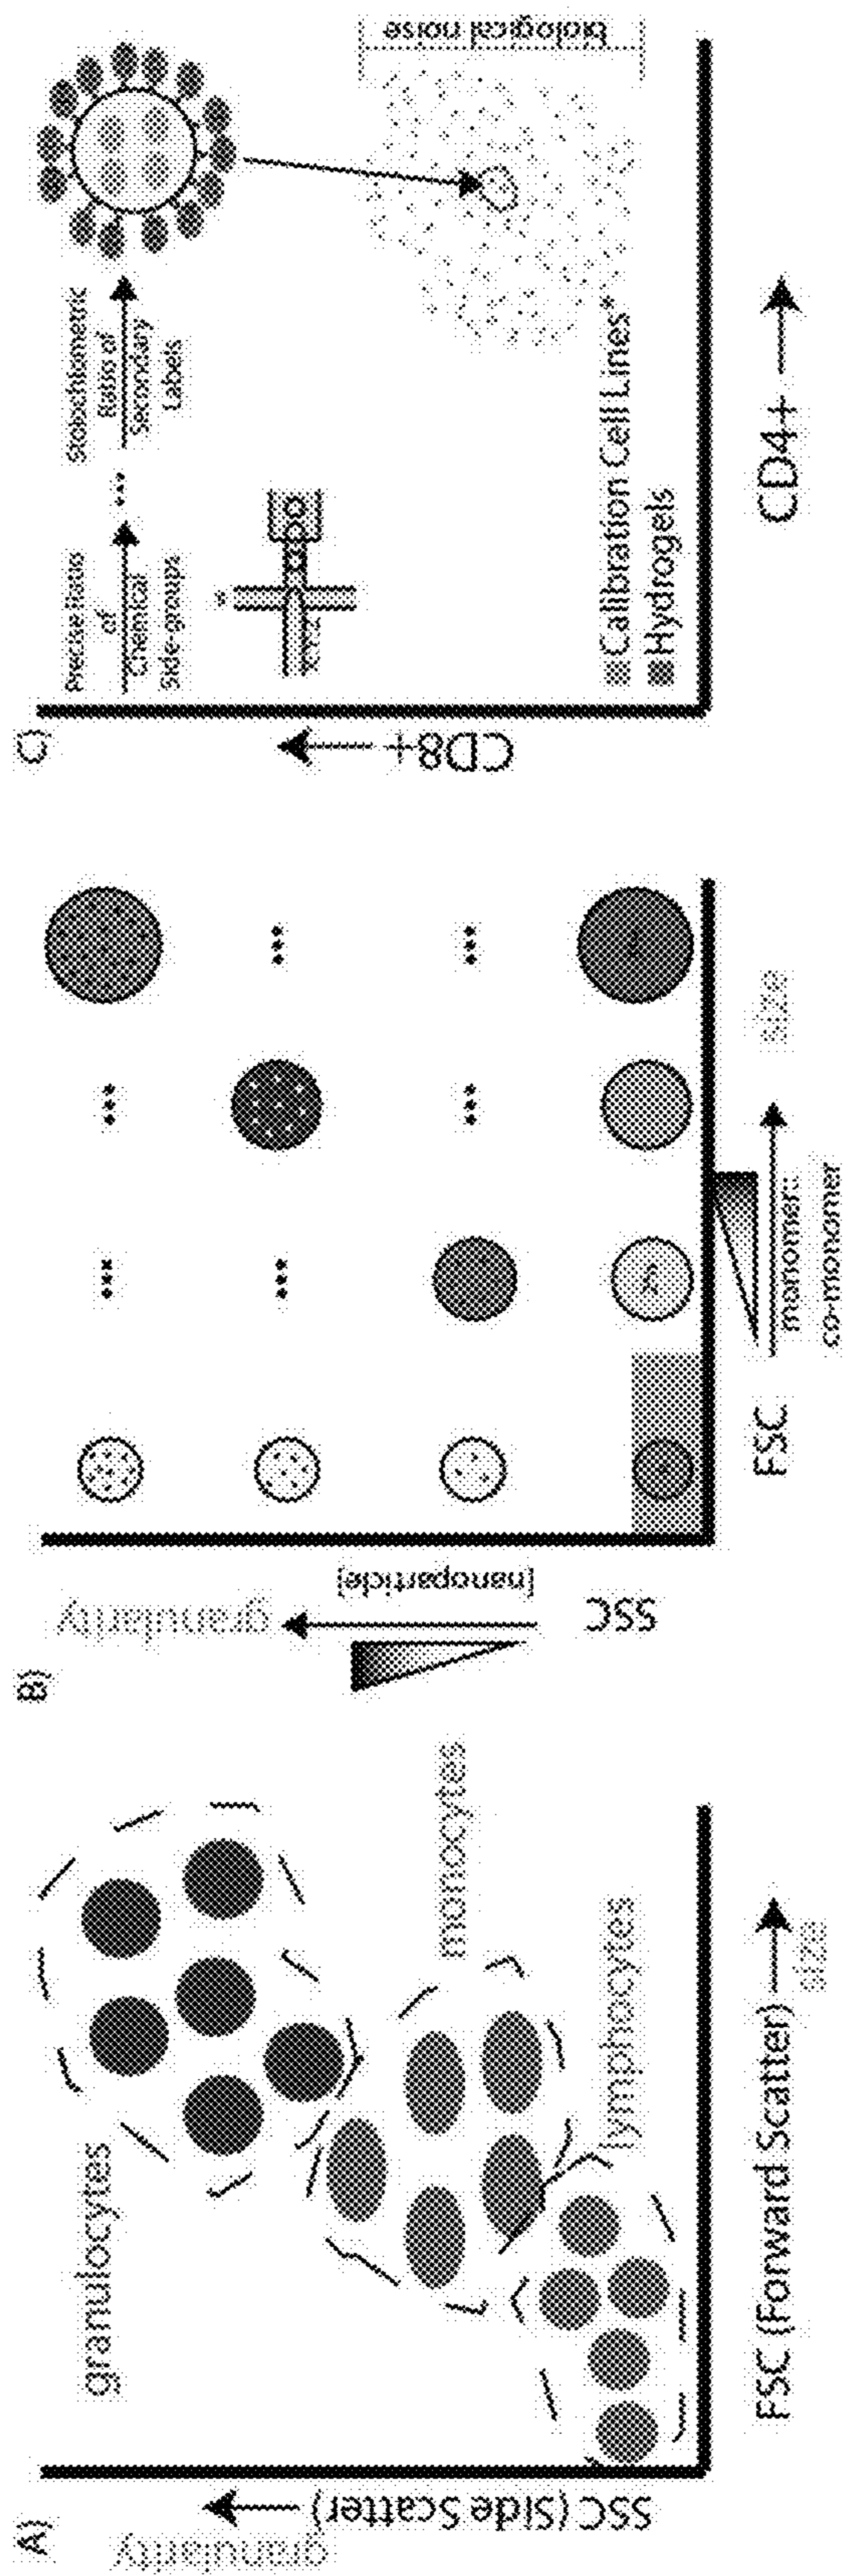 A)
granularity
SSC (Side Scatter)
granulocytes
monocytes
lymphocytes
FSC (Forward Scatter)
size
B)
granularity
[nanoparticle]
SSC
FSC
monomer:
co-monomer
size
C)
CD8+
Precise Ratio
of
Chemical
Side-groups
Stoichiometric
Ratio of
Secondary
Labels
biological noise
Calibration Cell Lines*
Hydrogels
CD4+